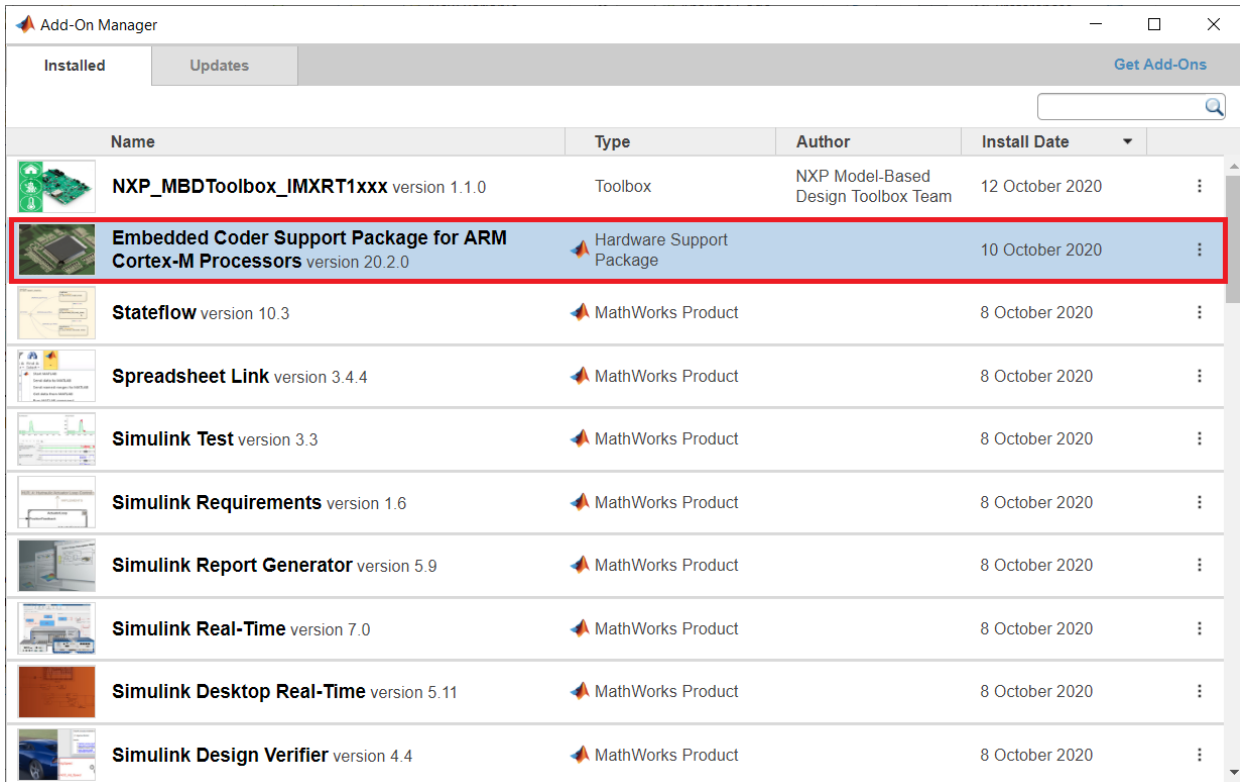 Add-On Manager
Installed
Updates
Get Add-Ons
Name
Type
Author
Install Date
NXP_MBDToolbox_IMXRT1xxx version 1.1.0
Toolbox
NXP Model-Based
Design Toolbox Team
12 October 2020
Embedded Coder Support Package for ARM
Cortex-M Processors version 20.2.0
Hardware Support
Package
10 October 2020
Stateflow version 10.3
MathWorks Product
8 October 2020
Spreadsheet Link version 3.4.4
MathWorks Product
8 October 2020
Simulink Test version 3.3
MathWorks Product
8 October 2020
Simulink Requirements version 1.6
MathWorks Product
8 October 2020
Simulink Report Generator version 5.9
MathWorks Product
8 October 2020
Simulink Real-Time version 7.0
MathWorks Product
8 October 2020
Simulink Desktop Real-Time version 5.11
MathWorks Product
8 October 2020
Simulink Design Verifier version 4.4
MathWorks Product
8 October 2020